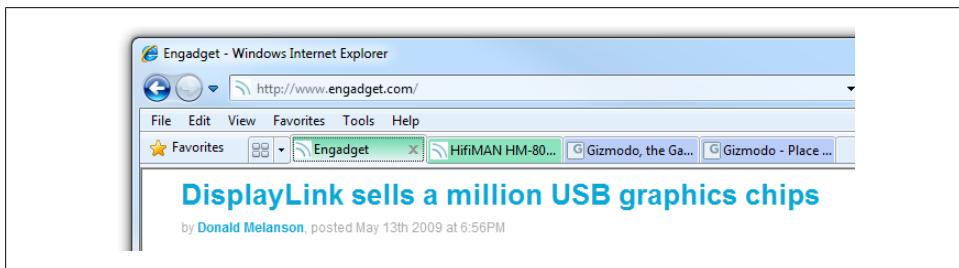 Engadget - Windows Internet Explorer
http://www.engadget.com/
File Edit View Favorites Tools Help
Favorites Engadget x HifiMAN HM-80... G Gizmodo, the Ga... G Gizmodo - Place ...
DisplayLink sells a million USB graphics chips
by Donald Melanson, posted May 13th 2009 at 6:56PM